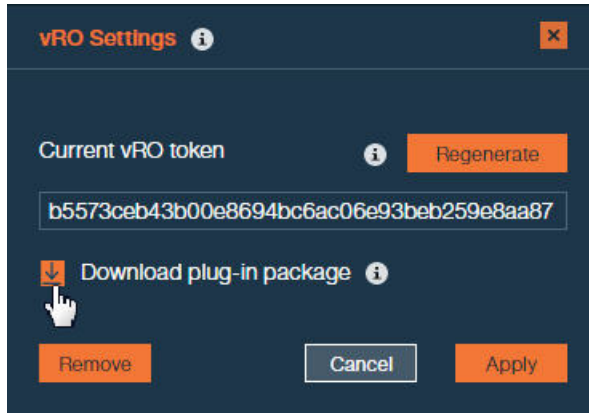 vRO Settings
Current vRO token
Regenerate
b5573ceb43b00e8694bc6ac06e93beb259e8aa87
Download plug-in package
Remove
Cancel
Apply